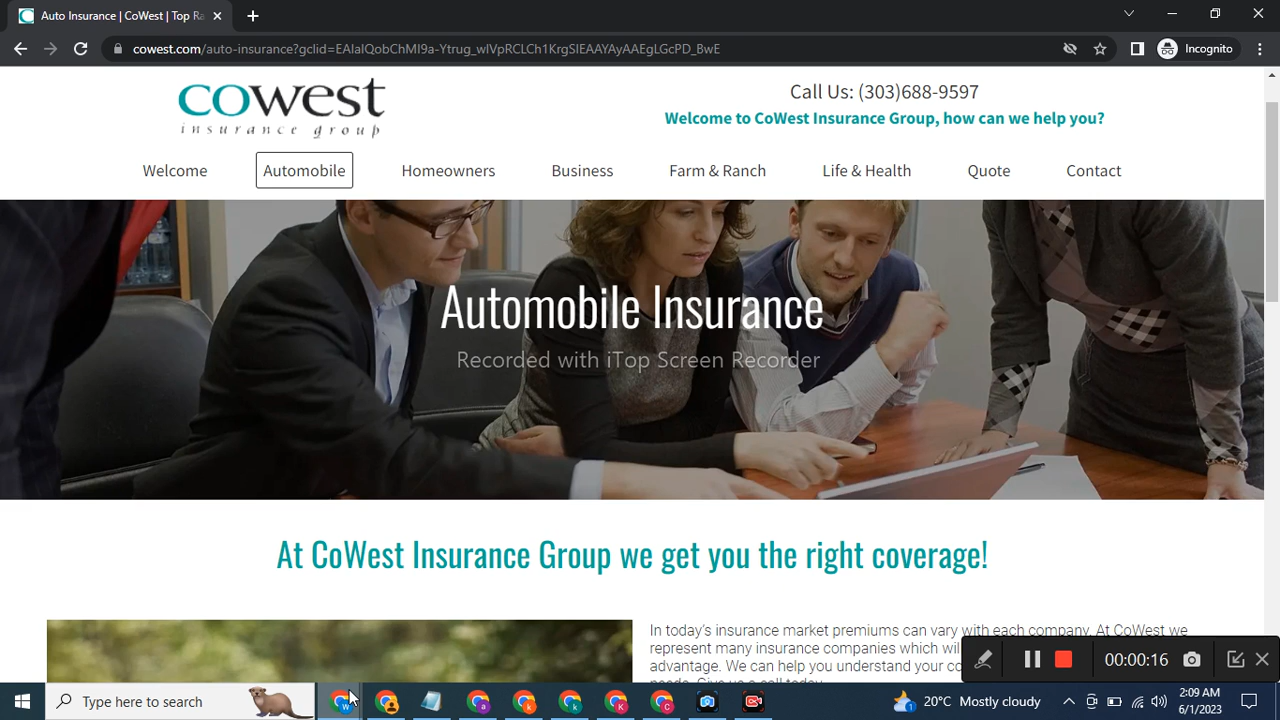 Auto Insurance | CoWest | Top Ra
cowest.com/auto-insurance?gclid=EAIaIQobChMI9a-Ytrug_wIVpRCLCh1KrgSIEAAYAyAAEgLGcPD_BwE
Incognito
cowest
insurance group
Call Us: (303)688-9597
Welcome to CoWest Insurance Group, how can we help you?
Welcome Automobile Homeowners Business Farm & Ranch Life & Health Quote Contact
Automobile Insurance
Recorded with iTop Screen Recorder
At CoWest Insurance Group we get you the right coverage!
In today's insurance market premiums can vary with each company. At CoWest we
represent many insurance companies which wil
advantage. We can help you understand your co
needs. Give us a call today.
00:00:16
Type here to search
20°C Mostly cloudy
2:09 AM
6/1/2023